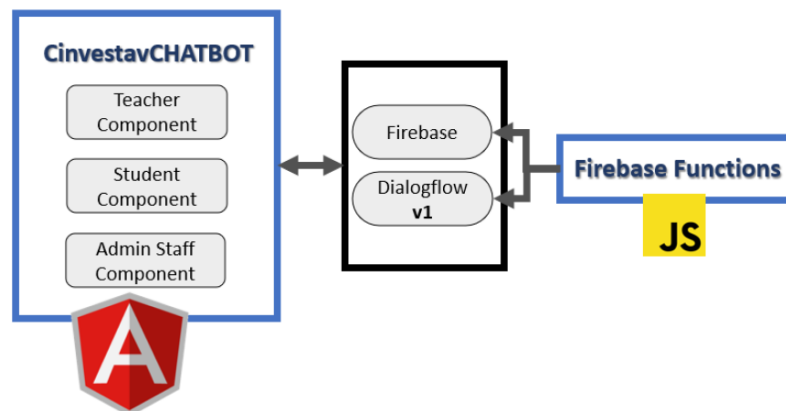 CinvestavCHATBOT
Teacher
Component
Student
Component
Admin Staff
Component
A
Firebase
Dialogflow
v1
Firebase Functions
JS